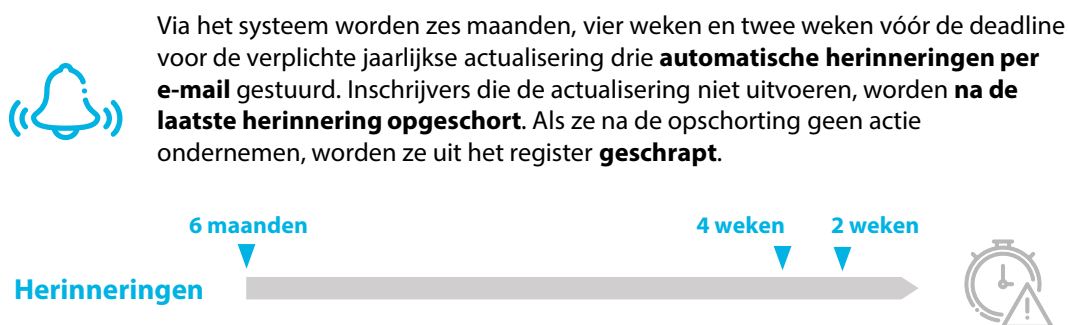 Via het systeem worden zes maanden, vier weken en twee weken vóór de deadline
voor de verplichte jaarlijkse actualisering drie automatische herinneringen per
e-mail gestuurd. Inschrijvers die de actualisering niet uitvoeren, worden na de
laatste herinnering opgeschort. Als ze na de opschorting geen actie
ondernemen, worden ze uit het register geschrapt.
6 maanden 4 weken 2 weken
Herinneringen